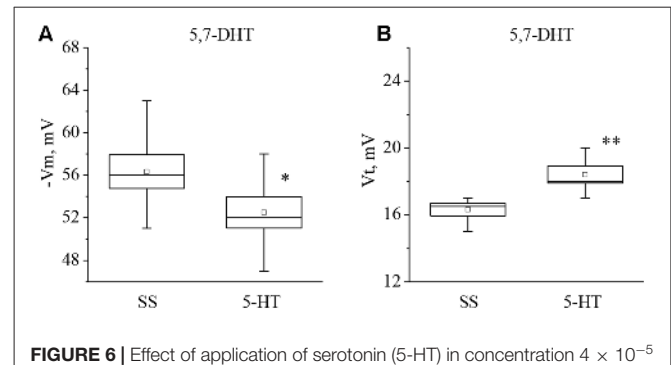 A
5,7-DHT
-Vm, mV
68
64
60
56
52
48
*
SS
5-HT
B
5,7-DHT
Vt, mV
20
18
16
14
12
**
SS
5-HT
FIGURE 6 | Effect of application of serotonin (5-HT) in concentration 4 × 10⁻⁵